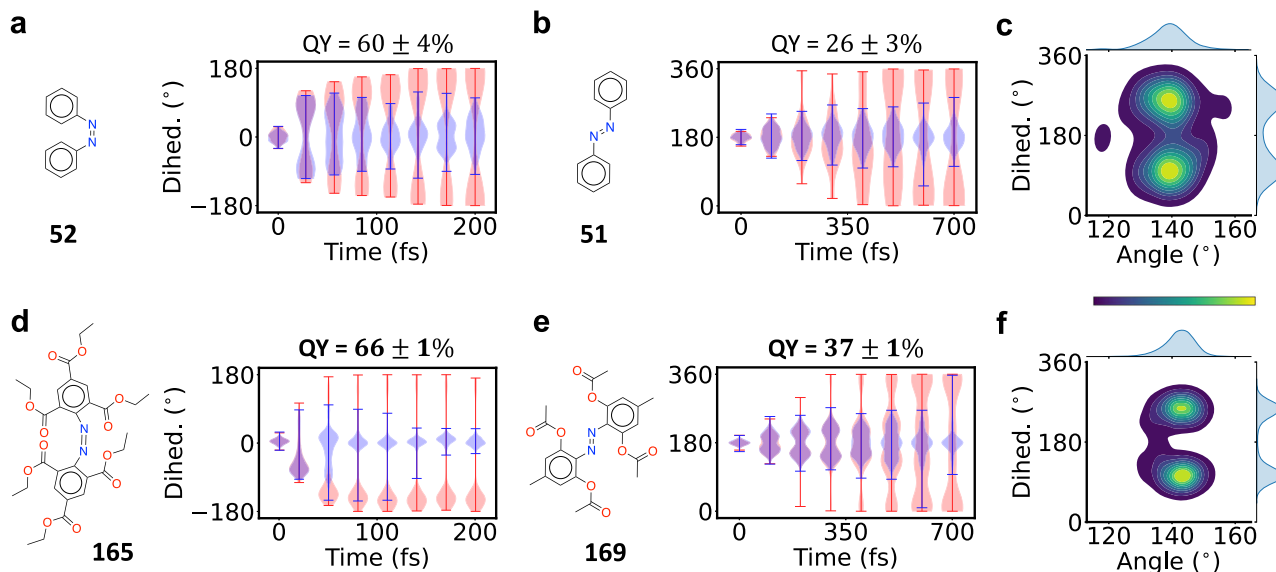 a
QY = 60 ± 4%
180
0
−180
Dihed. (°)
0
100
200
Time (fs)
N
N
52
b
QY = 26 ± 3%
360
180
0
Dihed. (°)
0
350
700
Time (fs)
N
N
51
c
360
180
0
Dihed. (°)
120
140
160
Angle (°)
d
QY = 66 ± 1%
180
0
−180
Dihed. (°)
0
100
200
Time (fs)
O
O
O
O
O
O
O
O
N
N
O
O
O
O
165
e
QY = 37 ± 1%
360
180
0
Dihed. (°)
0
350
700
Time (fs)
O
O
O
O
N
N
O
O
O
O
169
f
360
180
0
Dihed. (°)
120
140
160
Angle (°)